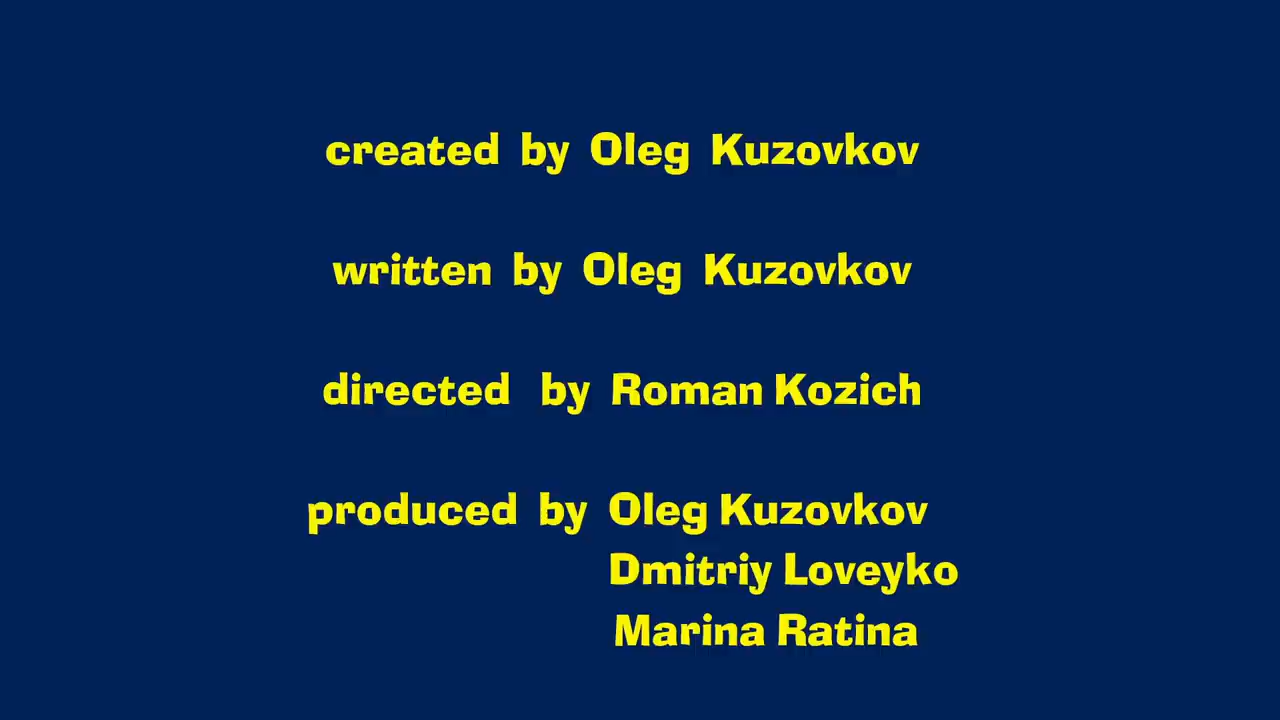 created by Oleg Kuzovkov
written by Oleg Kuzovkov
directed by Roman Kozich
produced by Oleg Kuzovkov
Dmitriy Loveyko
Marina Ratina